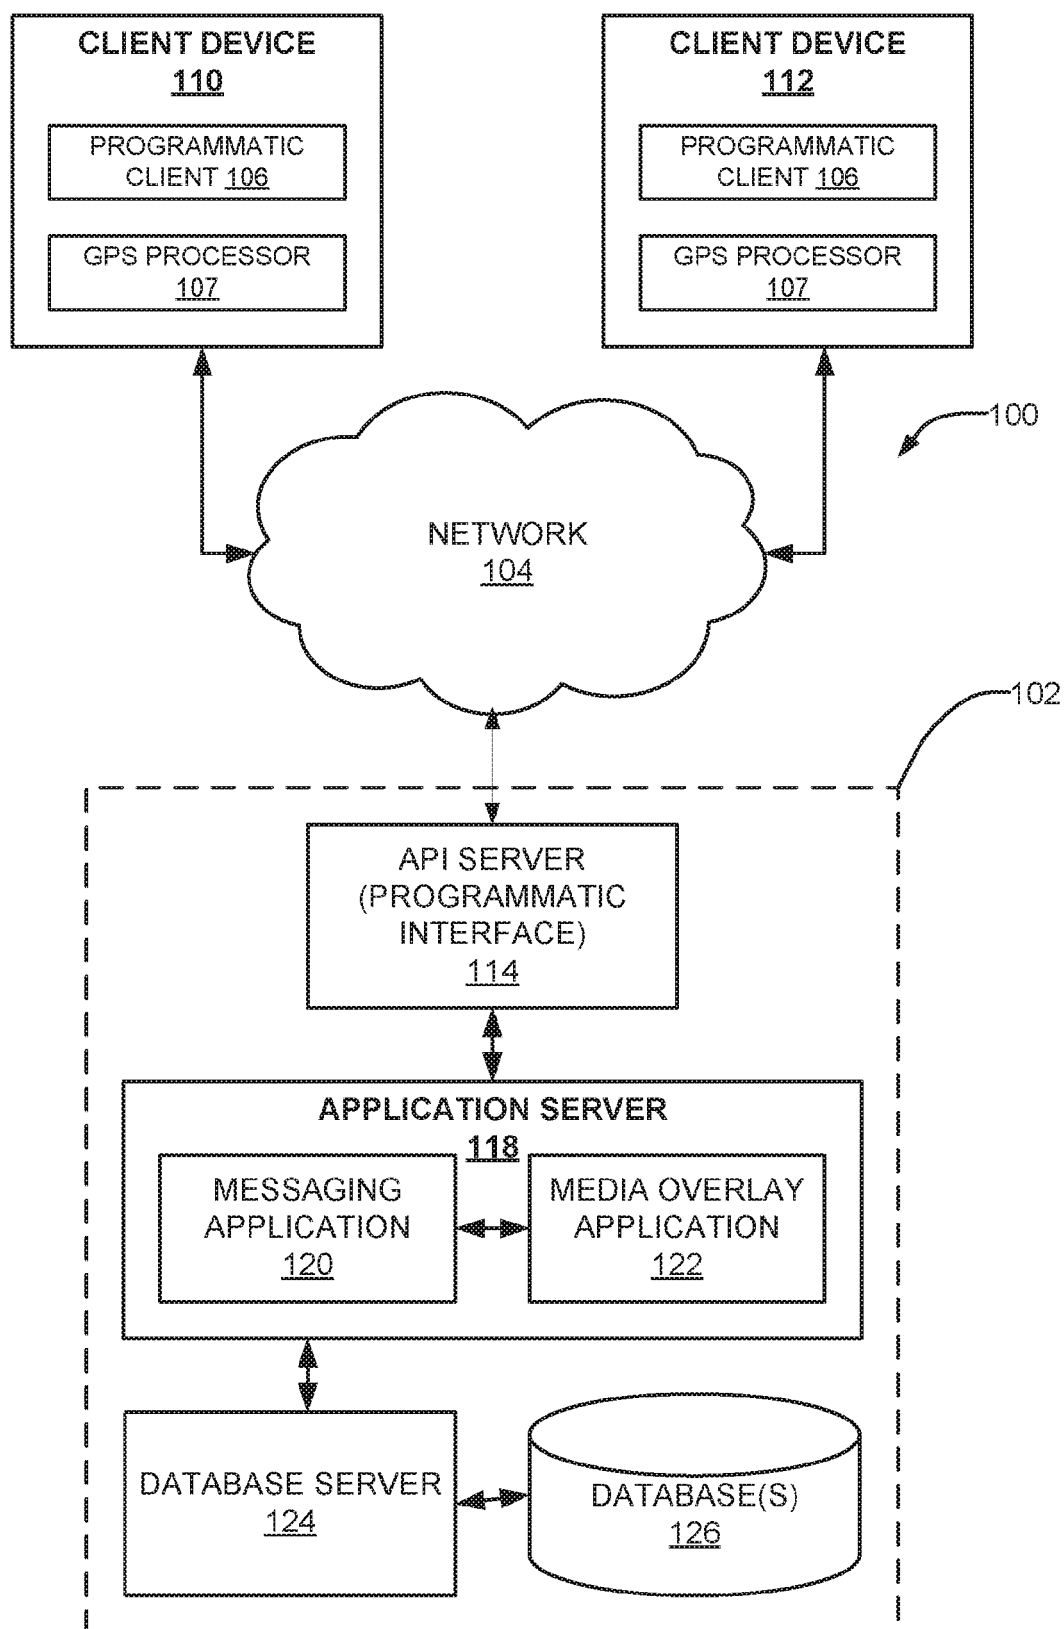 CLIENT DEVICE
110
PROGRAMMATIC
CLIENT 106
GPS PROCESSOR
107
CLIENT DEVICE
112
PROGRAMMATIC
CLIENT 106
GPS PROCESSOR
107
100
NETWORK
104
102
API SERVER
(PROGRAMMATIC
INTERFACE)
114
APPLICATION SERVER
118
MESSAGING
APPLICATION
120
MEDIA OVERLAY
APPLICATION
122
DATABASE SERVER
124
DATABASE(S)
126